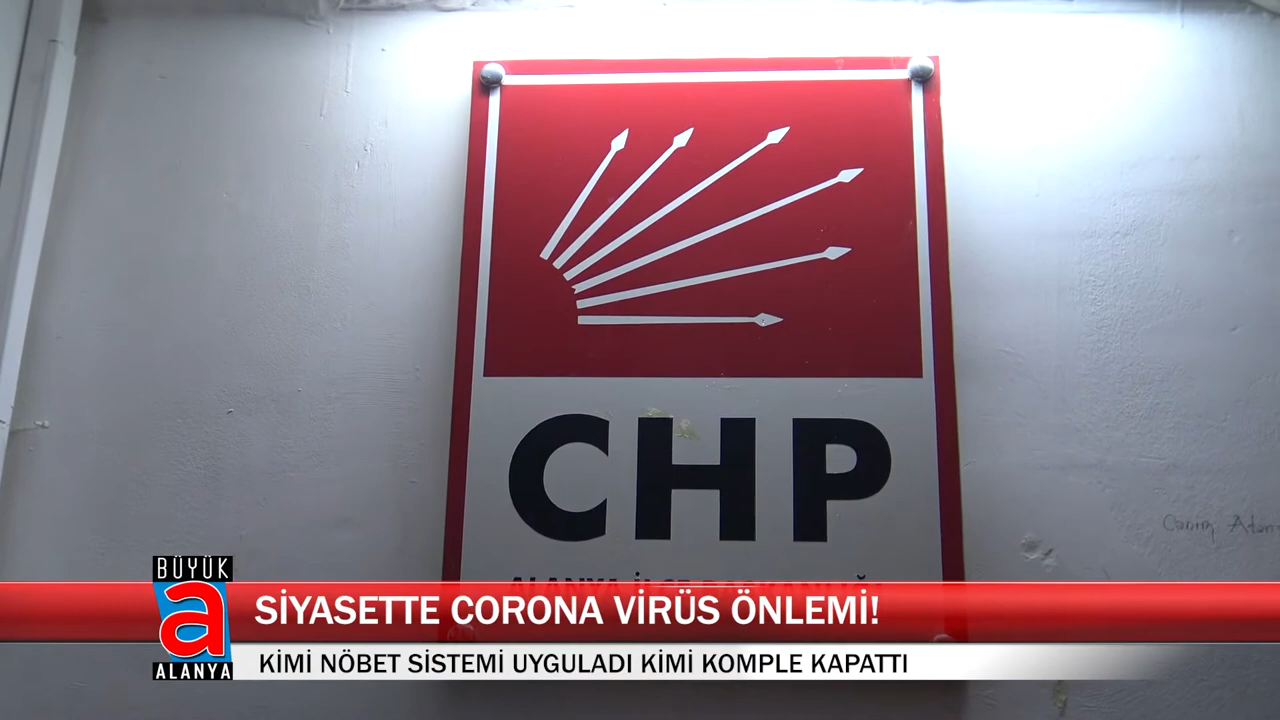 CHP
Canım
BÜYÜK
a
ALANYA
SİYASETTE CORONA VİRÜS ÖNLEMİ!
KİMİ NÖBET SİSTEMİ UYGULADI KİMİ KOMPLE KAPATTI